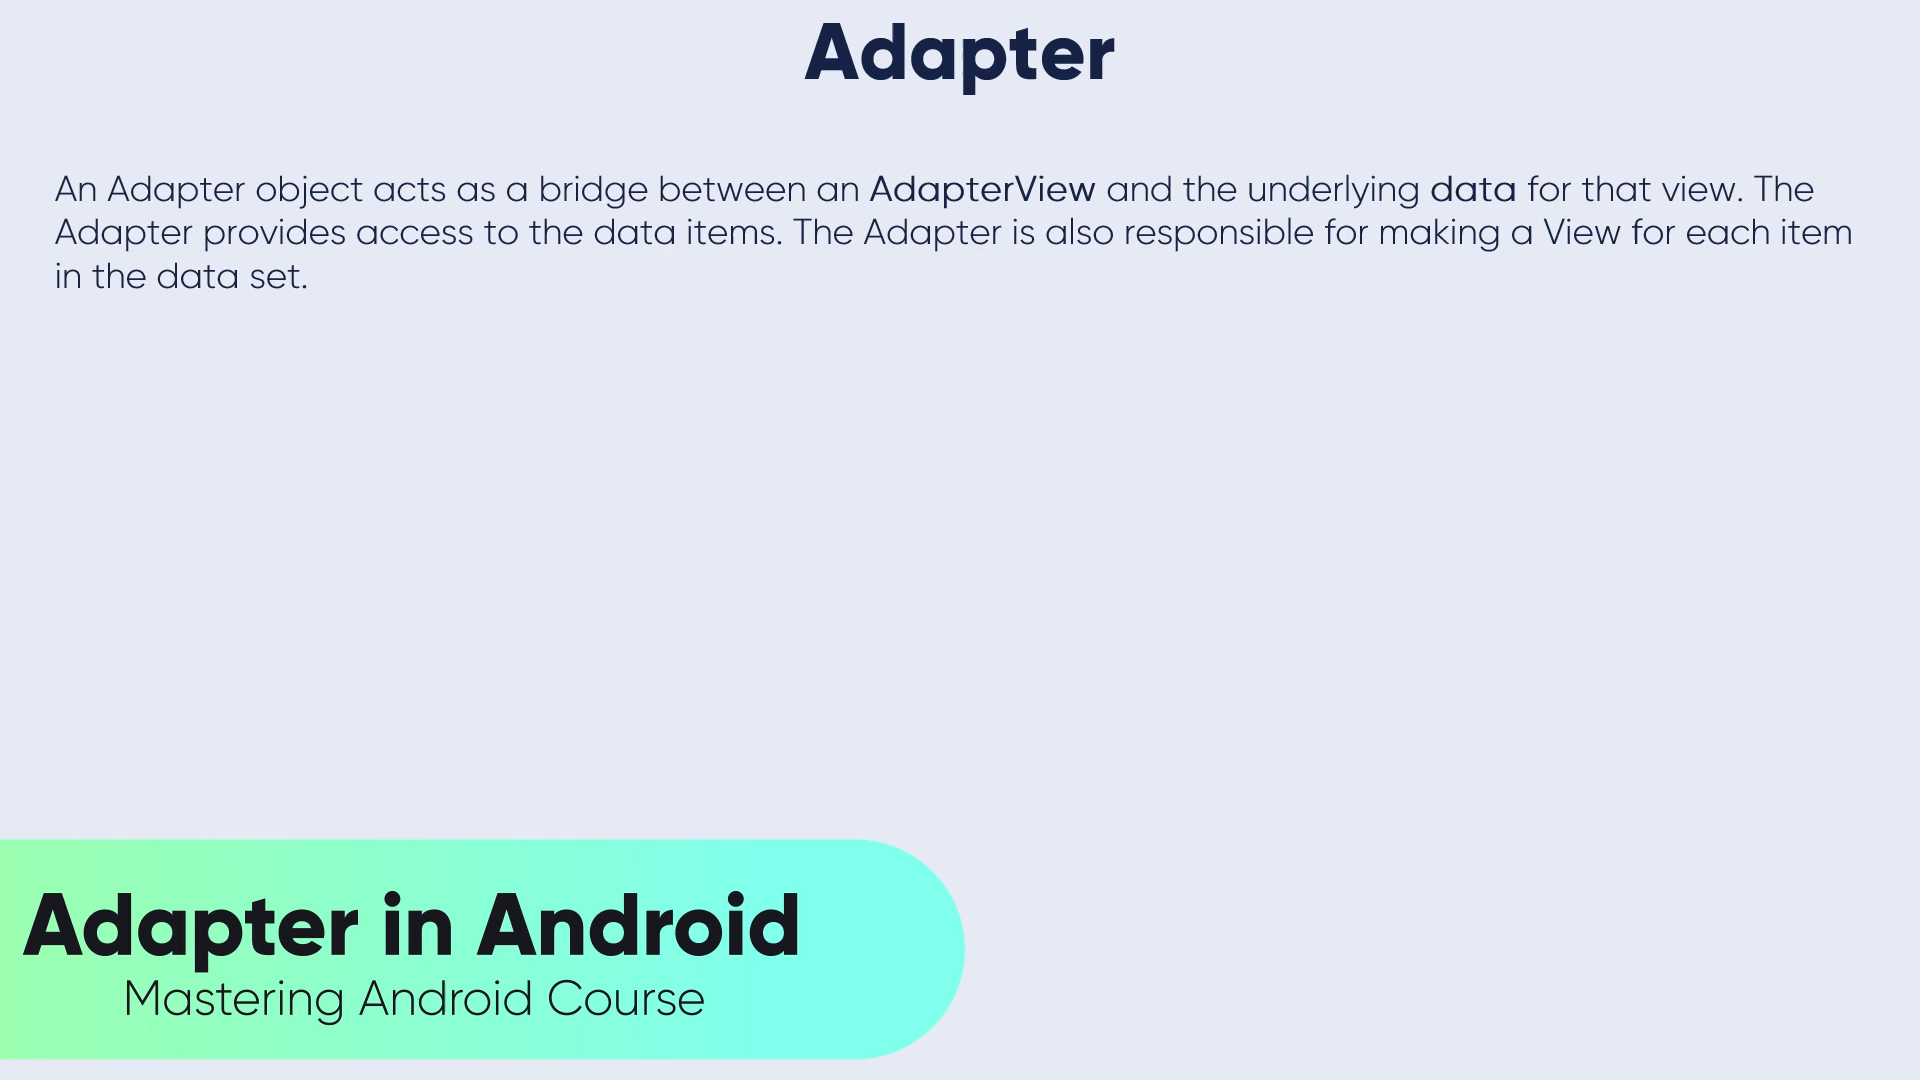 Adapter
An Adapter object acts as a bridge between an AdapterView and the underlying data for that view. The
Adapter provides access to the data items. The Adapter is also responsible for making a View for each item
in the data set.
Adapter in Android
Mastering Android Course